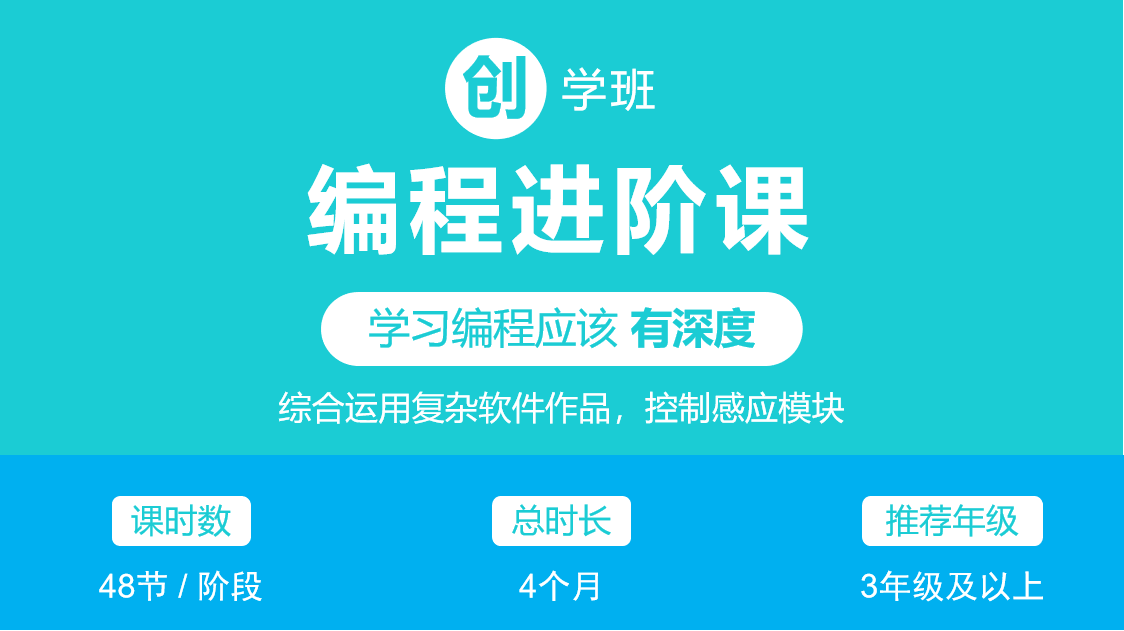 创学班
编程进阶课
学习编程应该 有深度
综合运用复杂软件作品，控制感应模块
课时数
48节 / 阶段
总时长
4个月
推荐年级
3年级及以上